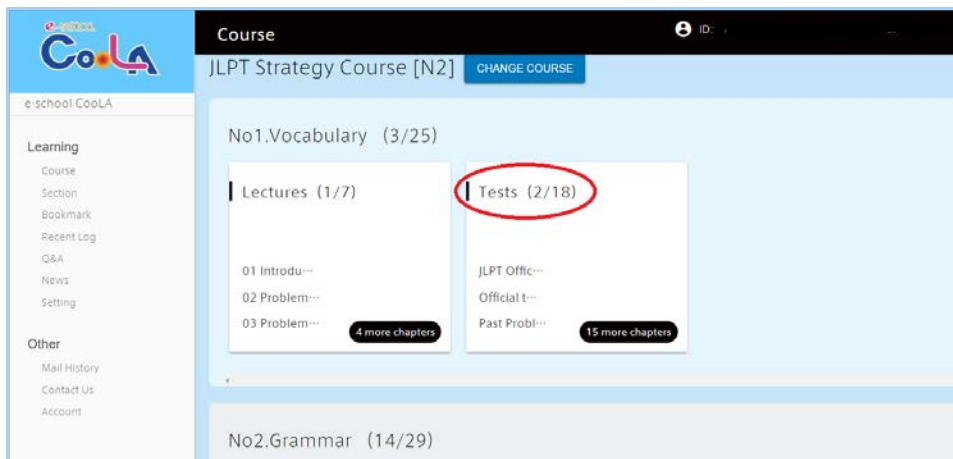 e-school
CooLA
Course
ID:
JLPT Strategy Course [N2]
CHANGE COURSE
e-school CooLA
Learning
Course
Section
Bookmark
Recent Log
Q&A
News
Setting
Other
Mail History
Contact Us
Account
No1.Vocabulary (3/25)
Lectures (1/7)
01 Introdu…
02 Problem…
03 Problem…
4 more chapters
Tests (2/18)
JLPT Offic…
Official t…
Past Probl…
15 more chapters
No2.Grammar (14/29)